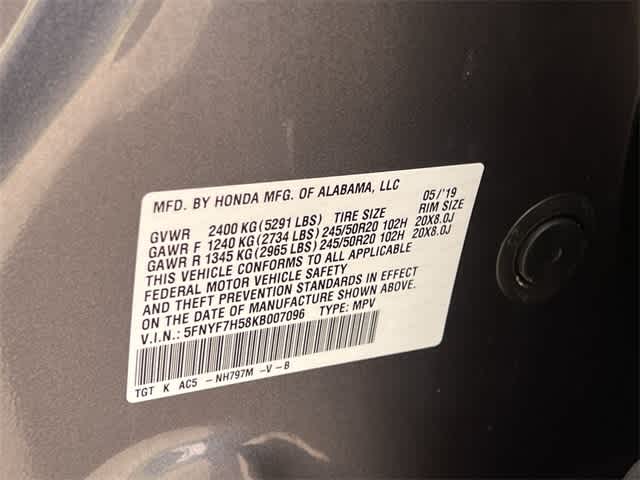 MFD. BY HONDA MFG. OF ALABAMA, LLC 05/'19
GVWR 2400 KG(5291 LBS) TIRE SIZE RIM SIZE
GAWR F 1240 KG(2734 LBS)245/50R20 102H 20X8.0J
GAWR R 1345 KG(2965 LBS)245/50R20 102H 20X8.0J
THIS VEHICLE CONFORMS TO ALL APPLICABLE
FEDERAL MOTOR VEHICLE SAFETY
AND THEFT PREVENTION STANDARDS IN EFFECT
ON THE DATE OF MANUFACTURE SHOWN ABOVE.
V.I.N.: 5FNYF7H58KB007096 TYPE: MPV
TGT K AC5 - NH797M -V-B